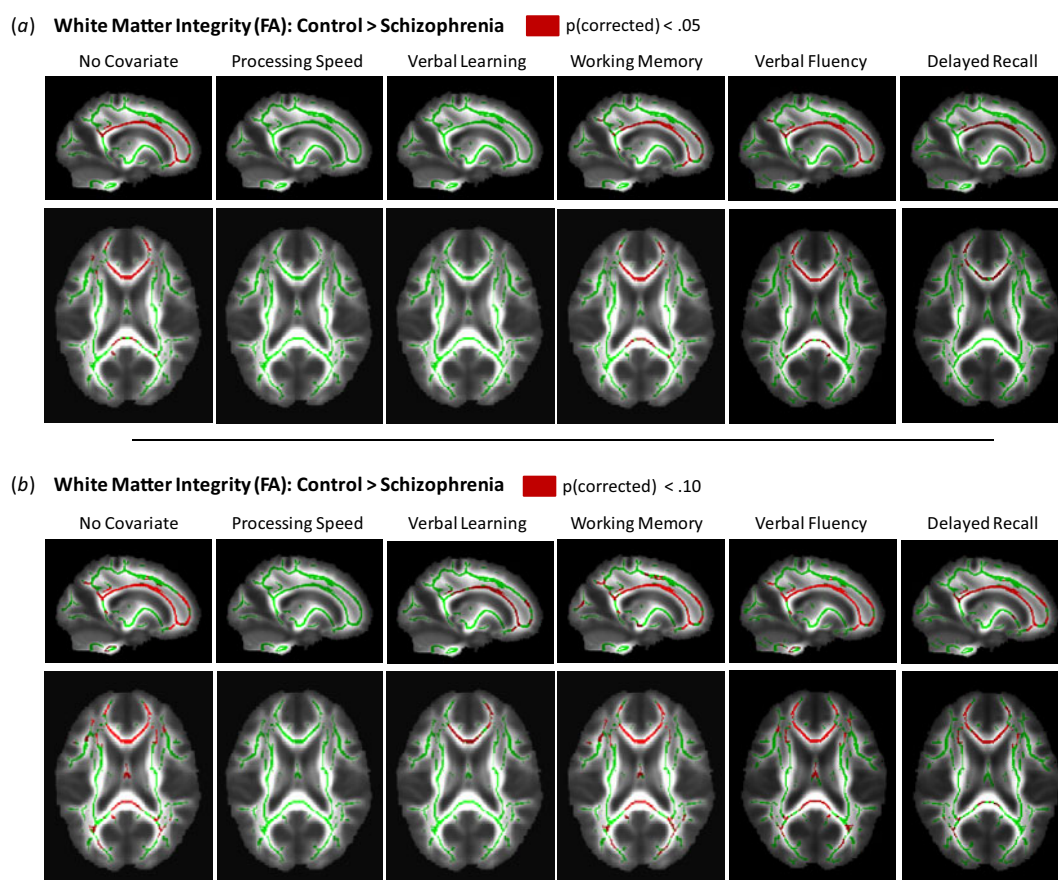 (a) White Matter Integrity (FA): Control > Schizophrenia p(corrected) < .05
No Covariate Processing Speed Verbal Learning Working Memory Verbal Fluency Delayed Recall
(b) White Matter Integrity (FA): Control > Schizophrenia p(corrected) < .10
No Covariate Processing Speed Verbal Learning Working Memory Verbal Fluency Delayed Recall